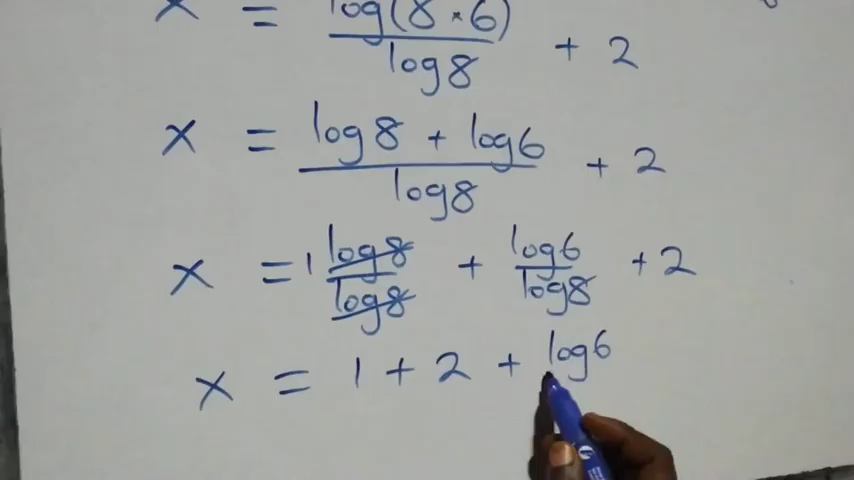 x = log(8*6)/log8 + 2
x = log8 + log6/log8 + 2
x = 1 log8/log8 + log6/log8 + 2
x = 1 + 2 + log6